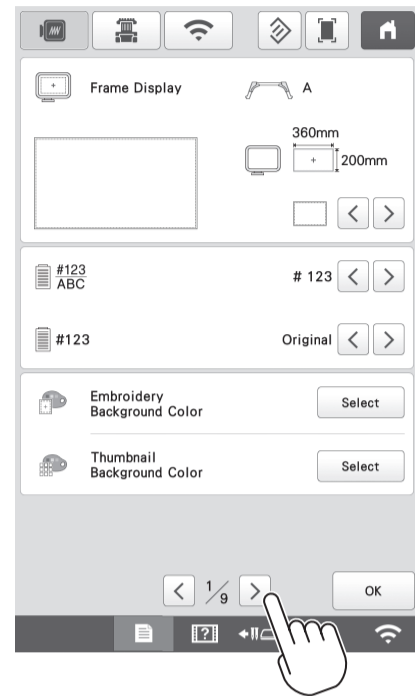 Frame Display
A
360mm
200mm
#123
ABC
# 123
#123
Original
Embroidery
Background Color
Select
Thumbnail
Background Color
Select
1/9
OK